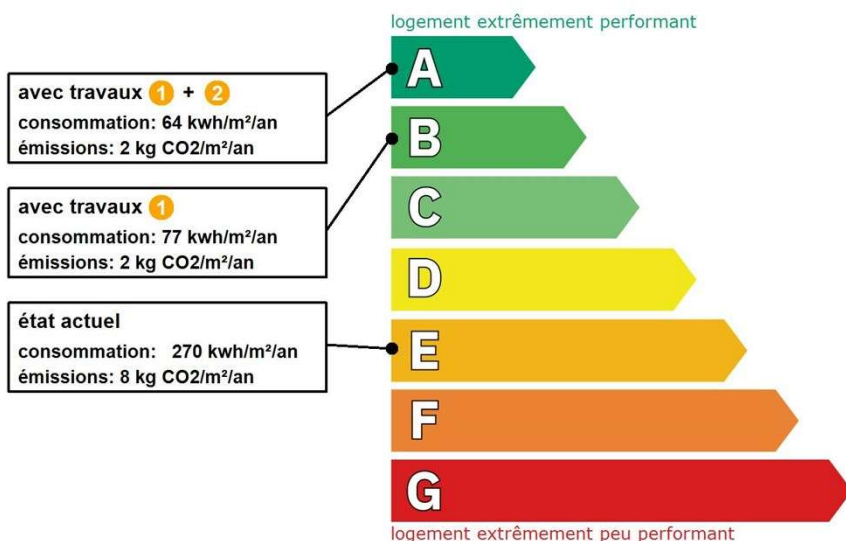 logement extrêmement performant
avec travaux 1 + 2
consommation: 64 kwh/m²/an
émissions: 2 kg CO2/m²/an
A
B
avec travaux 1
consommation: 77 kwh/m²/an
émissions: 2 kg CO2/m²/an
C
D
état actuel
consommation: 270 kwh/m²/an
émissions: 8 kg CO2/m²/an
E
F
G
logement extrêmement peu performant